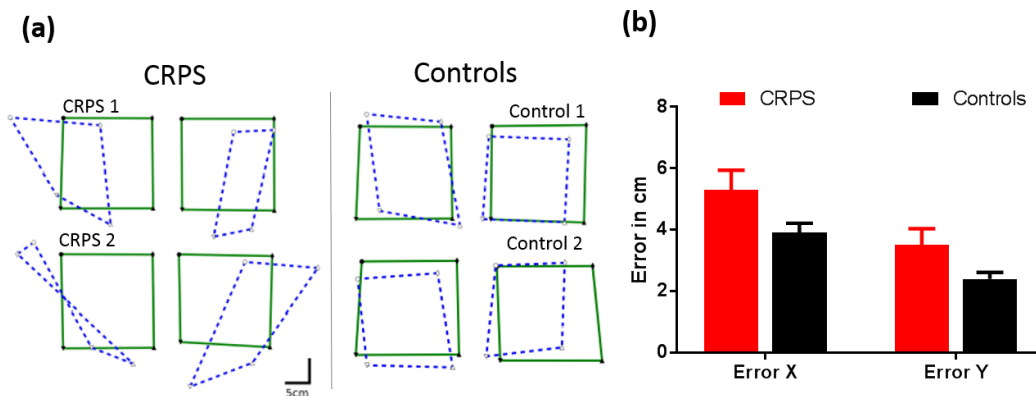 (a)
CRPS
Controls
CRPS 1
Control 1
CRPS 2
Control 2
5cm
(b)
CRPS
Controls
Error in cm
8
6
4
2
0
Error X
Error Y